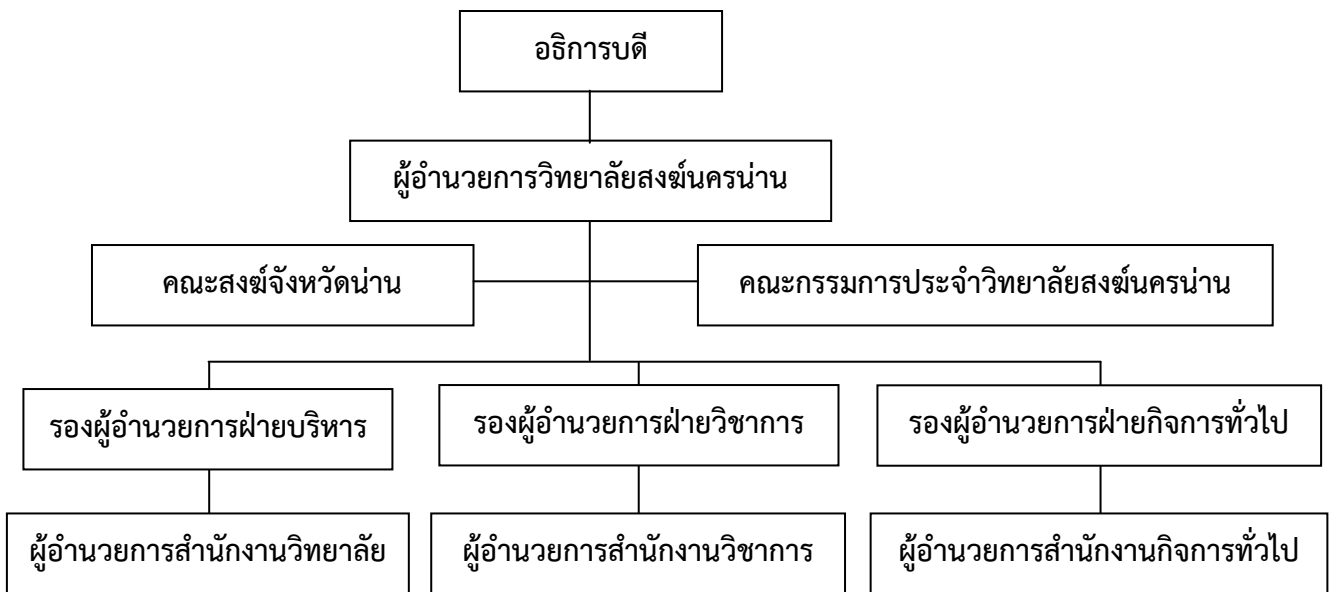 อธิการบดี
ผู้อำนวยการวิทยาลัยสงฆ์นครน่าน
คณะสงฆ์จังหวัดน่าน
คณะกรรมการประจำวิทยาลัยสงฆ์นครน่าน
รองผู้อำนวยการฝ่ายบริหาร
รองผู้อำนวยการฝ่ายวิชาการ
รองผู้อำนวยการฝ่ายกิจการทั่วไป
ผู้อำนวยการสำนักงานวิทยาลัย
ผู้อำนวยการสำนักงานวิชาการ
ผู้อำนวยการสำนักงานกิจการทั่วไป